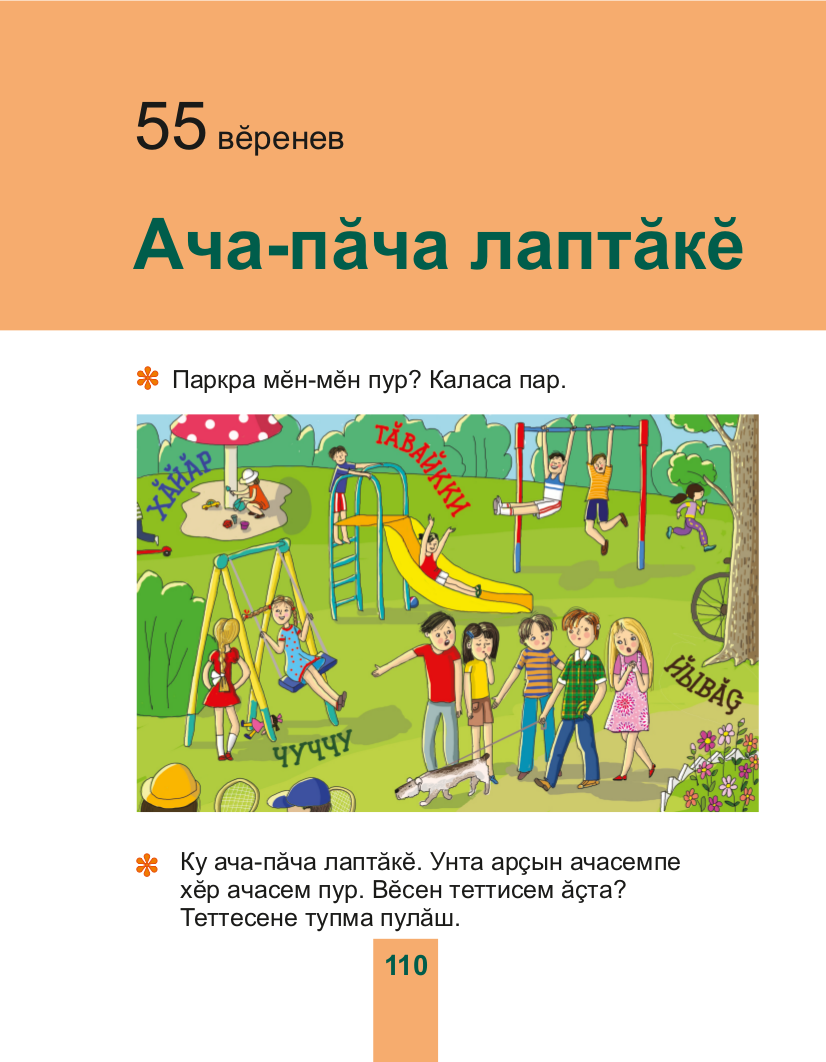 55 вĕренев
Ача-пăча лаптăкĕ
Паркра мĕн-мĕн пур? Каласа пар.
ХĂЙĂР
ТĂВАЙККИ
ЙЫВĂÇ
ЧУЧЧУ
Ку ача-пăча лаптăкĕ. Унта арçын ачасемпе
хĕр ачасем пур. Вĕсен теттисем ăçта?
Теттесене тупма пулăш.
110